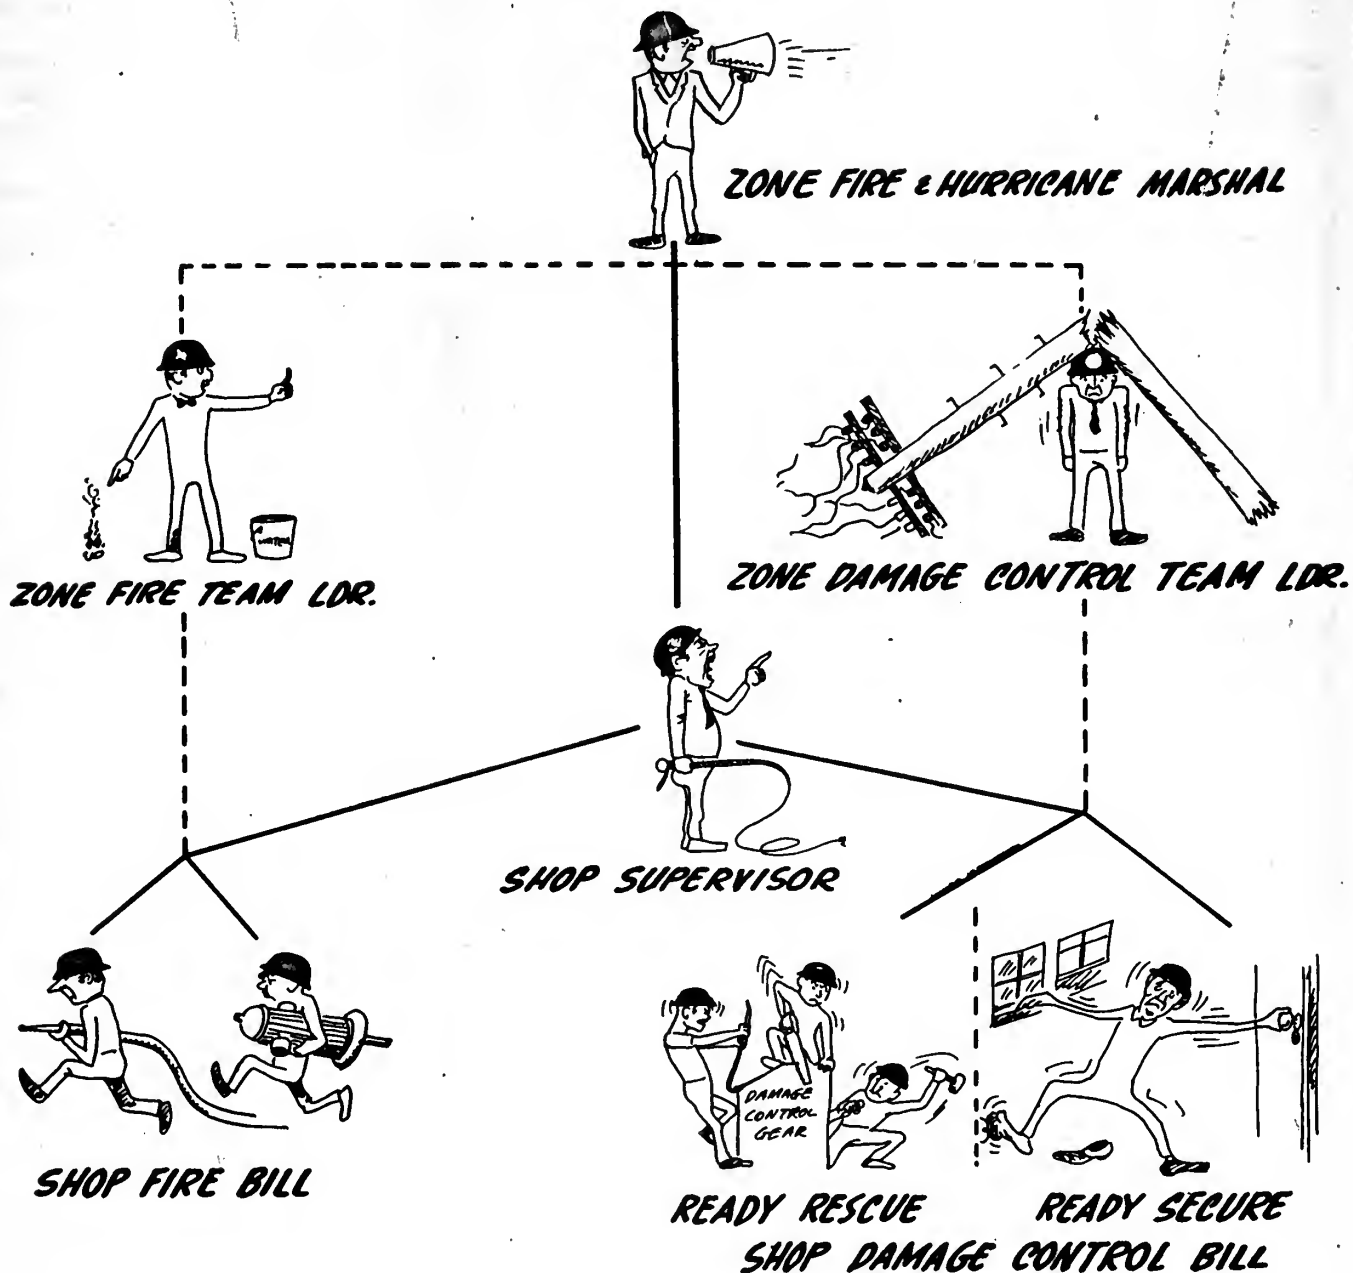 ZONE FIRE & HURRICANE MARSHAL
WATER
ZONE FIRE TEAM LDR.
ZONE DAMAGE CONTROL TEAM LDR.
SHOP SUPERVISOR
DAMAGE
CONTROL
GEAR
SHOP FIRE BILL
READY RESCUE
READY SECURE
SHOP DAMAGE CONTROL BILL